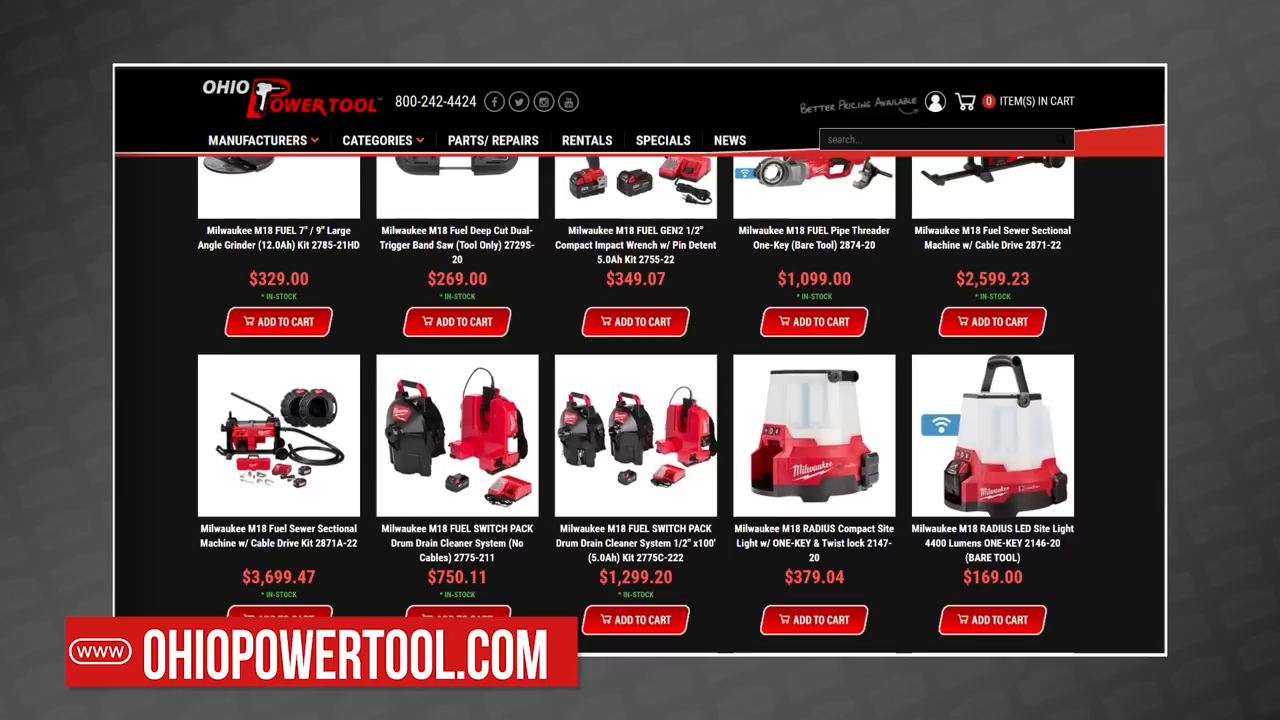 OHIO POWER TOOL
800-242-4424
BETTER PRICING AVAILABLE
0 ITEM(S) IN CART
MANUFACTURERS CATEGORIES PARTS/ REPAIRS RENTALS SPECIALS NEWS
search...
Milwaukee M18 FUEL 7" / 9" Large
Angle Grinder (12.0Ah) Kit 2785-21HD
$329.00
* IN-STOCK
ADD TO CART
Milwaukee M18 Fuel Deep Cut Dual-
Trigger Band Saw (Tool Only) 2729S-
20
$269.00
* IN-STOCK
ADD TO CART
Milwaukee M18 FUEL GEN2 1/2"
Compact Impact Wrench w/ Pin Detent
5.0Ah Kit 2755-22
$349.07
ADD TO CART
Milwaukee M18 FUEL Pipe Threader
One-Key (Bare Tool) 2874-20
$1,099.00
* IN-STOCK
ADD TO CART
Milwaukee M18 Fuel Sewer Sectional
Machine w/ Cable Drive 2871-22
$2,599.23
* IN-STOCK
ADD TO CART
Milwaukee M18 Fuel Sewer Sectional
Machine w/ Cable Drive Kit 2871A-22
$3,699.47
* IN-STOCK
Milwaukee M18 FUEL SWITCH PACK
Drum Drain Cleaner System (No
Cables) 2775-211
$750.11
* IN-STOCK
Milwaukee M18 FUEL SWITCH PACK
Drum Drain Cleaner System 1/2" x100'
(5.0Ah) Kit 2775C-222
$1,299.20
* IN-STOCK
ADD TO CART
Milwaukee
Milwaukee M18 RADIUS Compact Site
Light w/ ONE-KEY & Twist lock 2147-
20
$379.04
ADD TO CART
Milwaukee
Milwaukee M18 RADIUS LED Site Light
4400 Lumens ONE-KEY 2146-20
(BARE TOOL)
$169.00
ADD TO CART
WWW OHIOPOWERTOOL.COM